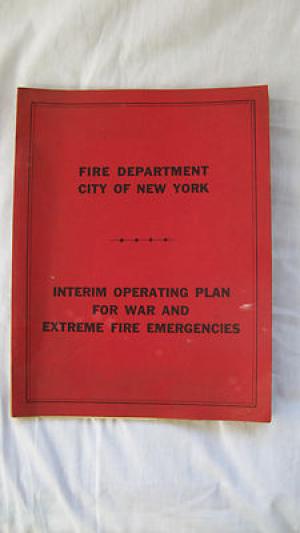 FIRE DEPARTMENT
CITY OF NEW YORK
INTERIM OPERATING PLAN
FOR WAR AND
EXTREME FIRE EMERGENCIES